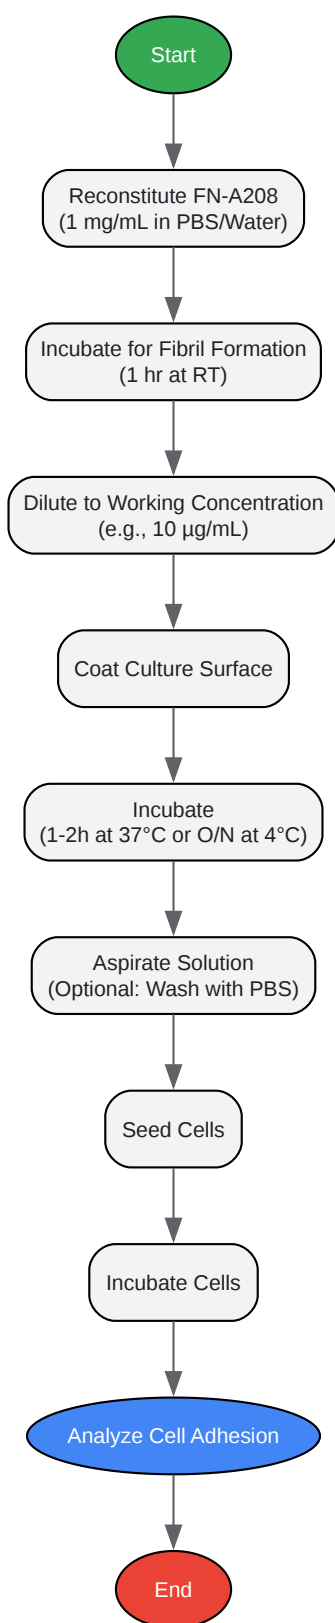 Start
Reconstitute FN-A208
(1 mg/mL in PBS/Water)
Incubate for Fibril Formation
(1 hr at RT)
Dilute to Working Concentration
(e.g., 10 µg/mL)
Coat Culture Surface
Incubate
(1-2h at 37°C or O/N at 4°C)
Aspirate Solution
(Optional: Wash with PBS)
Seed Cells
Incubate Cells
Analyze Cell Adhesion
End